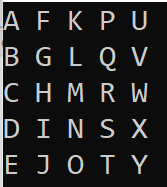 A F K P U
B G L Q V
C H M R W
D I N S X
E J O T Y